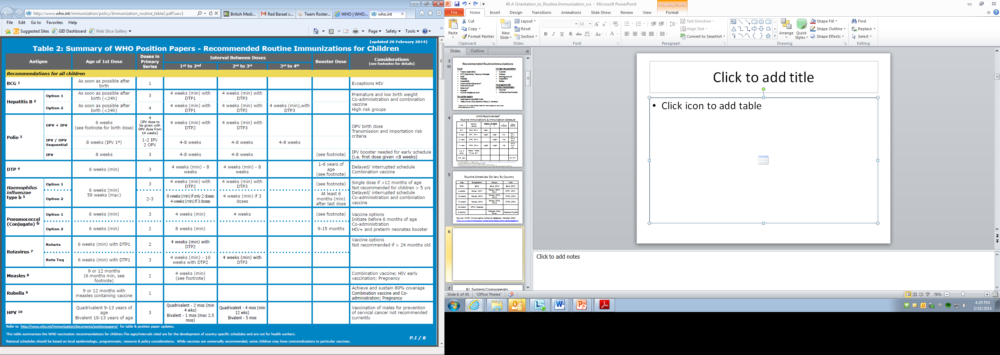 http://www.who.int/immunization/policy/Immunization_routine_table2.pdf?ua=1
British Medi...
Red Baraat c...
Team Roster...
WHO | WHO...
who.int
File Edit Go to Favorites Help
Suggested Sites GID Dashboard Web Slice Gallery
Page Safety Tools
(updated 26 February 2014)
Table 2: Summary of WHO Position Papers - Recommended Routine Immunizations for Children
Antigen
Age of 1st Dose
Doses in Primary Series
Interval Between Doses
1st to 2nd
2nd to 3rd
3rd to 4th
Booster Dose
Considerations
(see footnotes for details)
Recommendations for all children
BCG 1
As soon as possible after birth
1
Exceptions HIV
Hepatitis B 2
Option 1
As soon as possible after birth (<24h)
3
4 weeks (min) with DTP1
4 weeks (min) with DTP3
Option 2
As soon as possible after birth (<24h)
4
4 weeks (min) with DTP1
4 weeks (min) with DTP2
4 weeks (min),with DTP3
Premature and low birth weight
Co-administration and combination vaccine
High risk groups
Polio 3
OPV + IPV
6 weeks
(see footnote for birth dose)
4
(IPV dose to be given with OPV dose from 14 weeks)
4 weeks (min) with DTP2
4 weeks (min) with DTP3
OPV birth dose
Transmission and importation risk criteria
IPV / OPV Sequential
8 weeks (IPV 1st)
1-2 IPV
2 OPV
4-8 weeks
4-8 weeks
4-8 weeks
IPV
8 weeks
3
4-8 weeks
4-8 weeks
(see footnote)
IPV booster needed for early schedule (i.e. first dose given <8 weeks)
DTP 4
6 weeks (min)
3
4 weeks (min) - 8 weeks
4 weeks (min) - 8 weeks
1-6 years of age
(see footnote)
Delayed/ interrupted schedule
Combination vaccine
Haemophilus influenzae type b 5
Option 1
6 weeks (min)
59 weeks (max)
3
4 weeks (min) with DTP2
4 weeks (min) with DTP3
(see footnote)
Option 2
2-3
8 weeks (min) if only 2 doses
4 weeks (min) if 3 doses
4 weeks (min) if 3 doses
At least 6 months (min) after last dose
Single dose if >12 months of age
Not recommended for children > 5 yrs
Delayed/ interrupted schedule
Co-administration and combination vaccine
Pneumococcal (Conjugate) 6
Option 1
6 weeks (min)
3
4 weeks (min)
4 weeks
(see footnote)
Option 2
6 weeks (min)
2
8 weeks (min)
9-15 months
Vaccine options
Initiate before 6 months of age
Co-administration
HIV+ and preterm neonates booster
Rotavirus 7
Rotarix
6 weeks (min) with DTP1
2
4 weeks (min) with DTP2
Rota Teq
6 weeks (min) with DTP1
3
4 weeks (min) - 10 weeks with DTP2
4 weeks (min) with DTP3
Vaccine options
Not recommended if > 24 months old
Measles 8
9 or 12 months
(6 months min, see footnote)
2
4 weeks (min)
(see footnote)
Combination vaccine; HIV early vaccination; Pregnancy
Rubella 9
9 or 12 months with measles containing vaccine
1
Achieve and sustain 80% coverage
Combination vaccine and Co-administration; Pregnancy
HPV 10
Quadrivalent 9-13 years of age
Bivalent 10-13 years of age
3
Quadrivalent - 2 mos (min 4 wks)
Bivalent - 1 mos (max 2.5 mos)
Quadrivalent - 4 mos (min 12 wks)
Bivalent - 5 mos
Vaccination of males for prevention of cervical cancer not recommended currently
Refer to http://www.who.int/immunization/documents/positionpapers/ for table & position paper updates.
This table summarizes the WHO vaccination recommendations for children.The ages/intervals cited are for the development of country specific schedules and are not for health workers.
National schedules should be based on local epidemiologic, programmatic, resource & policy considerations. While vaccines are universally recommended, some children may have contraindications to particular vaccines.
P.1 / 8
40 A Orientation_to_Routine Immunization_svs - Microsoft PowerPoint
Drawing Tools
File Home Insert Design Transitions Animations Slide Show Review View Format
Paste
Cut
Copy
Format Painter
Clipboard
New Slide
Layout
Reset
Section
Slides
18
Font
Text Direction
Align Text
Convert to SmartArt
Paragraph
Arrange
Quick Styles
Shape Fill
Shape Outline
Shape Effects
Drawing
Find
Replace
Select
Editing
Slides Outline
3
Recommended Routine Immunizations
4
WHO-Recommended*
Routine Immunizations & Immunization Schedule
5
Routine Schedules Do Vary By Country
Source: WHO immunization schedule database, October 2011
6
7
RI System Components
Click to add title
• Click icon to add table
Click to add notes
Slide 6 of 45
"Office Theme"
76%
4:29 PM
3/18/2014